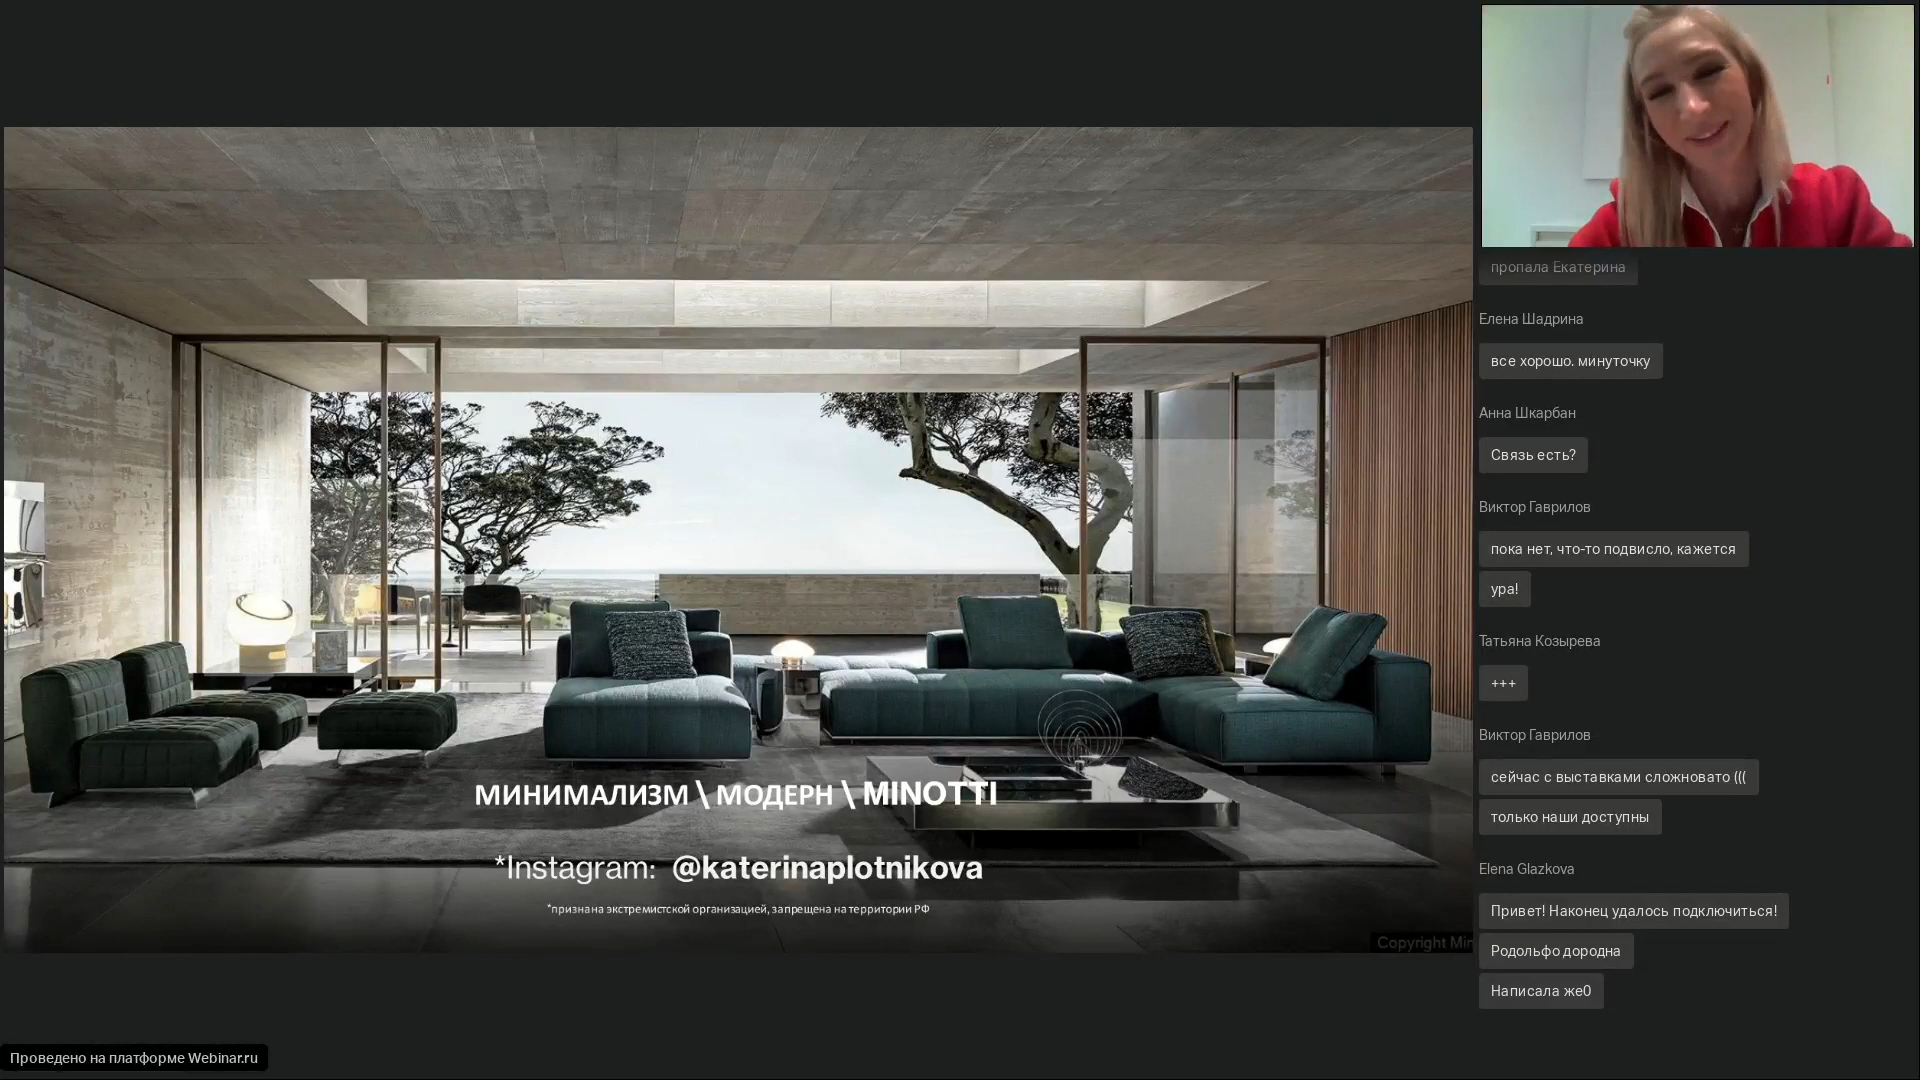 МИНИМАЛИЗМ \ МОДЕРН \ MINOTTI
*Instagram: @katerinaplotnikova
*признана экстремистской организацией, запрещена на территории РФ
Copyright Min
пропала Екатерина
Елена Шадрина
все хорошо. минуточку
Анна Шкарбан
Связь есть?
Виктор Гаврилов
пока нет, что-то подвисло, кажется
ура!
Татьяна Козырева
+++
Виктор Гаврилов
сейчас с выставками сложновато (((
только наши доступны
Elena Glazkova
Привет! Наконец удалось подключиться!
Родольфо дородна
Написала же0
Проведено на платформе Webinar.ru